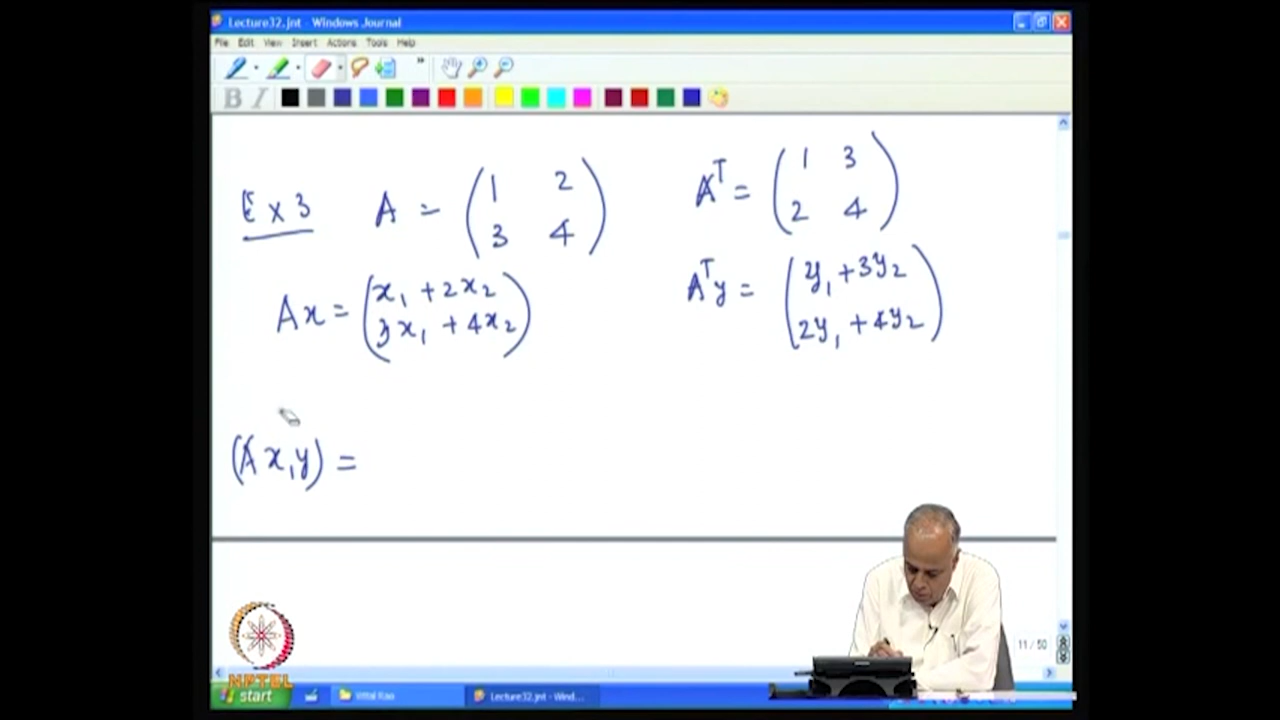 Lecture32.jnt - Windows Journal
File Edit View Insert Actions Tools Help
B I
Ex 3 A = (1 2
3 4)
A^T = (1 3
2 4)
Ax = (x₁ + 2x₂
3x₁ + 4x₂)
A^T y = (y₁ + 3y₂
2y₁ + 4y₂)
(Ax, y) =
11 / 50
NPTEL
start Vittal Rao Lecture32.jnt - Wind...